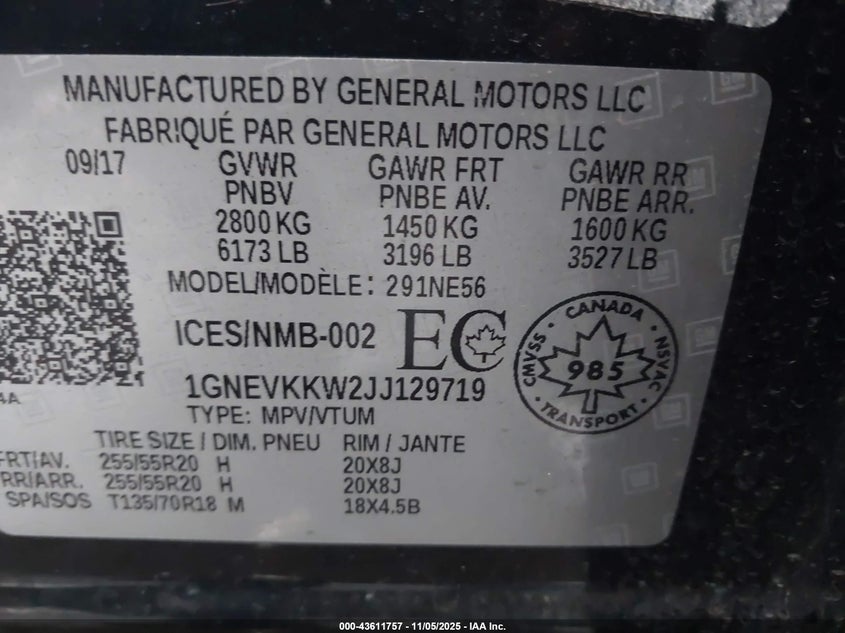 MANUFACTURED BY GENERAL MOTORS LLC
FABRIQUÉ PAR GENERAL MOTORS LLC
09/17 GVWR GAWR FRT GAWR RR
PNBV PNBE AV. PNBE ARR.
2800 KG 1450 KG 1600 KG
6173 LB 3196 LB 3527 LB
MODEL/MODÈLE: 291NE56
ICES/NMB-002 EC
CANADA
CMVSS 985 NSVAC
TRANSPORT
1GNEVKKW2JJ129719
TYPE: MPV/VTUM
TIRE SIZE / DIM. PNEU RIM / JANTE
FRT/AV. 255/55R20 H 20X8J
RR/ARR. 255/55R20 H 20X8J
SPA/SOS T135/70R18 M 18X4.5B
000-43611757 - 11/05/2025 - IAA Inc.